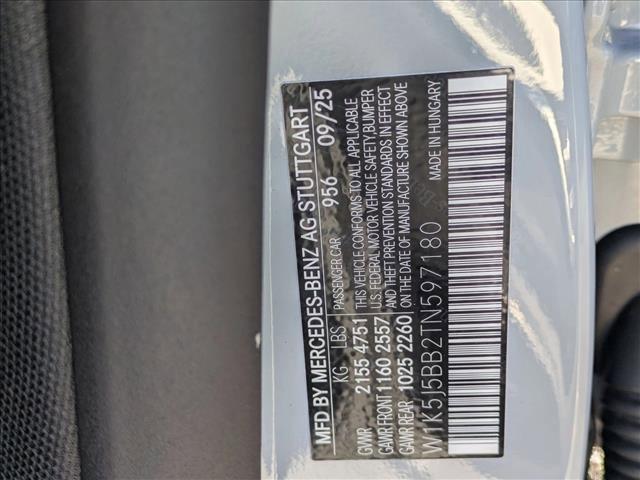 MFD BY MERCEDES-BENZ AG STUTTGART
KG LBS PASSENGER CAR 956 09/25
GVWR 2155 4751 THIS VEHICLE CONFORMS TO ALL APPLICABLE
GAWR FRONT 1160 2557 U.S. FEDERAL MOTOR VEHICLE SAFETY, BUMPER
AND THEFT PREVENTION STANDARDS IN EFFECT
GAWR REAR 1025 2260 ON THE DATE OF MANUFACTURE SHOWN ABOVE
MADE IN HUNGARY
W1K5J5BB2TN597180